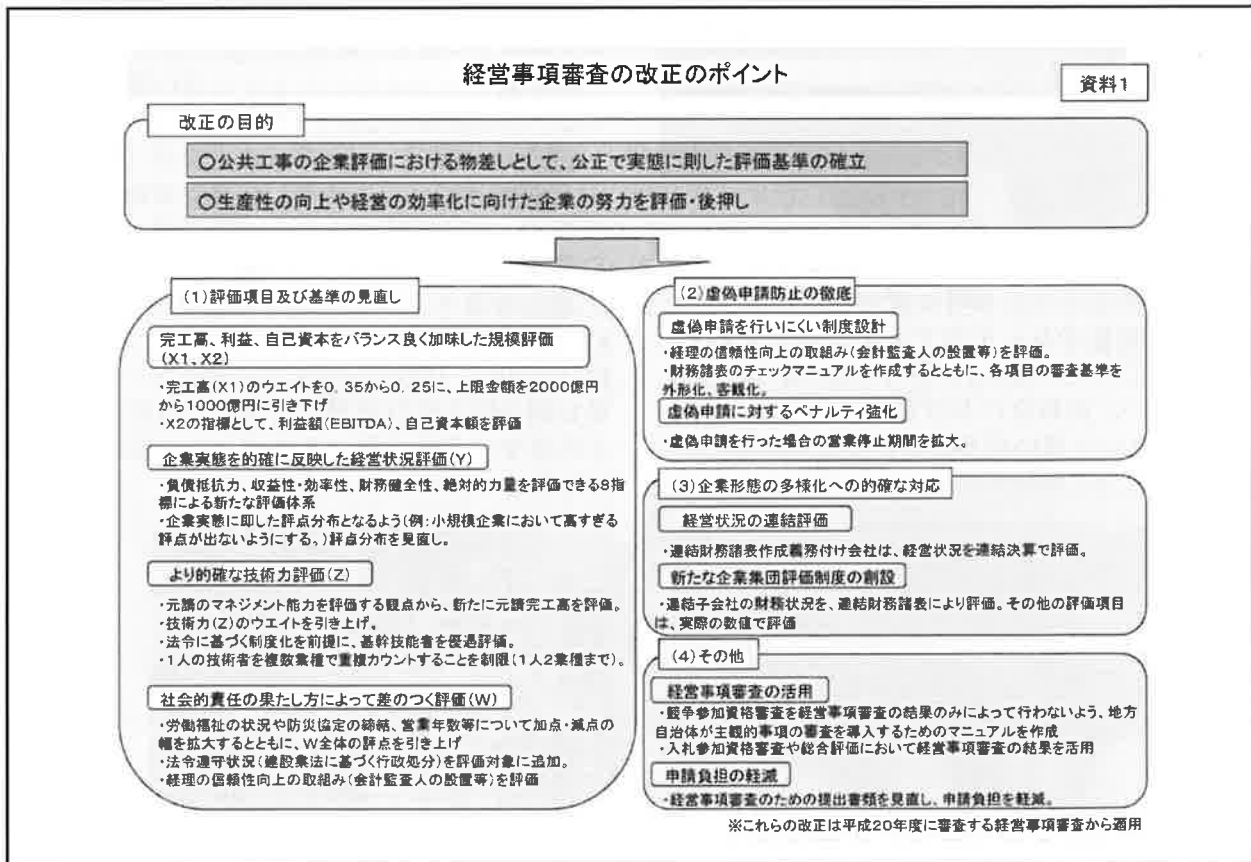 経営事項審査の改正のポイント
資料1
改正の目的
○公共工事の企業評価における物差しとして、公正で実態に則した評価基準の確立
○生産性の向上や経営の効率化に向けた企業の努力を評価・後押し
(1)評価項目及び基準の見直し
完工高、利益、自己資本をバランス良く加味した規模評価
(X1、X2)
・完工高(X1)のウエイトを0.35から0.25に、上限金額を2000億円
から1000億円に引き下げ
・X2の指標として、利益額(EBITDA)、自己資本額を評価
企業実態を的確に反映した経営状況評価(Y)
・負債抵抗力、収益性・効率性、財務健全性、絶対的力量を評価できる8指
標による新たな評価体系
・企業実態に即した評点分布となるよう(例:小規模企業において高すぎる
評点が出ないようにする。)評点分布を見直し。
より的確な技術力評価(Z)
・元請のマネジメント能力を評価する観点から、新たに元請完工高を評価。
・技術力(Z)のウエイトを引き上げ。
・法令に基づく制度化を前提に、基幹技能者を優遇評価。
・1人の技術者を複数業種で重複カウントすることを制限(1人2業種まで)。
社会的責任の果たし方によって差のつく評価(W)
・労働福祉の状況や防災協定の締結、営業年数等について加点・減点の
幅を拡大するとともに、W全体の評点を引き上げ
・法令遵守状況(建設業法に基づく行政処分)を評価対象に追加。
・経理の信頼性向上の取組み(会計監査人の設置等)を評価
(2)虚偽申請防止の徹底
虚偽申請を行いにくい制度設計
・経理の信頼性向上の取組み(会計監査人の設置等)を評価。
・財務諸表のチェックマニュアルを作成するとともに、各項目の審査基準を
外形化、客観化。
虚偽申請に対するペナルティ強化
・虚偽申請を行った場合の営業停止期間を拡大。
(3)企業形態の多様化への的確な対応
経営状況の連結評価
・連結財務諸表作成義務付け会社は、経営状況を連結決算で評価。
新たな企業集団評価制度の創設
・連結子会社の財務状況を、連結財務諸表により評価。その他の評価項目
は、実際の数値で評価
(4)その他
経営事項審査の活用
・競争参加資格審査を経営事項審査の結果のみによって行わないよう、地方
自治体が主観的事項の審査を導入するためのマニュアルを作成
・入札参加資格審査や総合評価において経営事項審査の結果を活用
申請負担の軽減
・経営事項審査のための提出書類を見直し、申請負担を軽減。
※これらの改正は平成20年度に審査する経営事項審査から適用